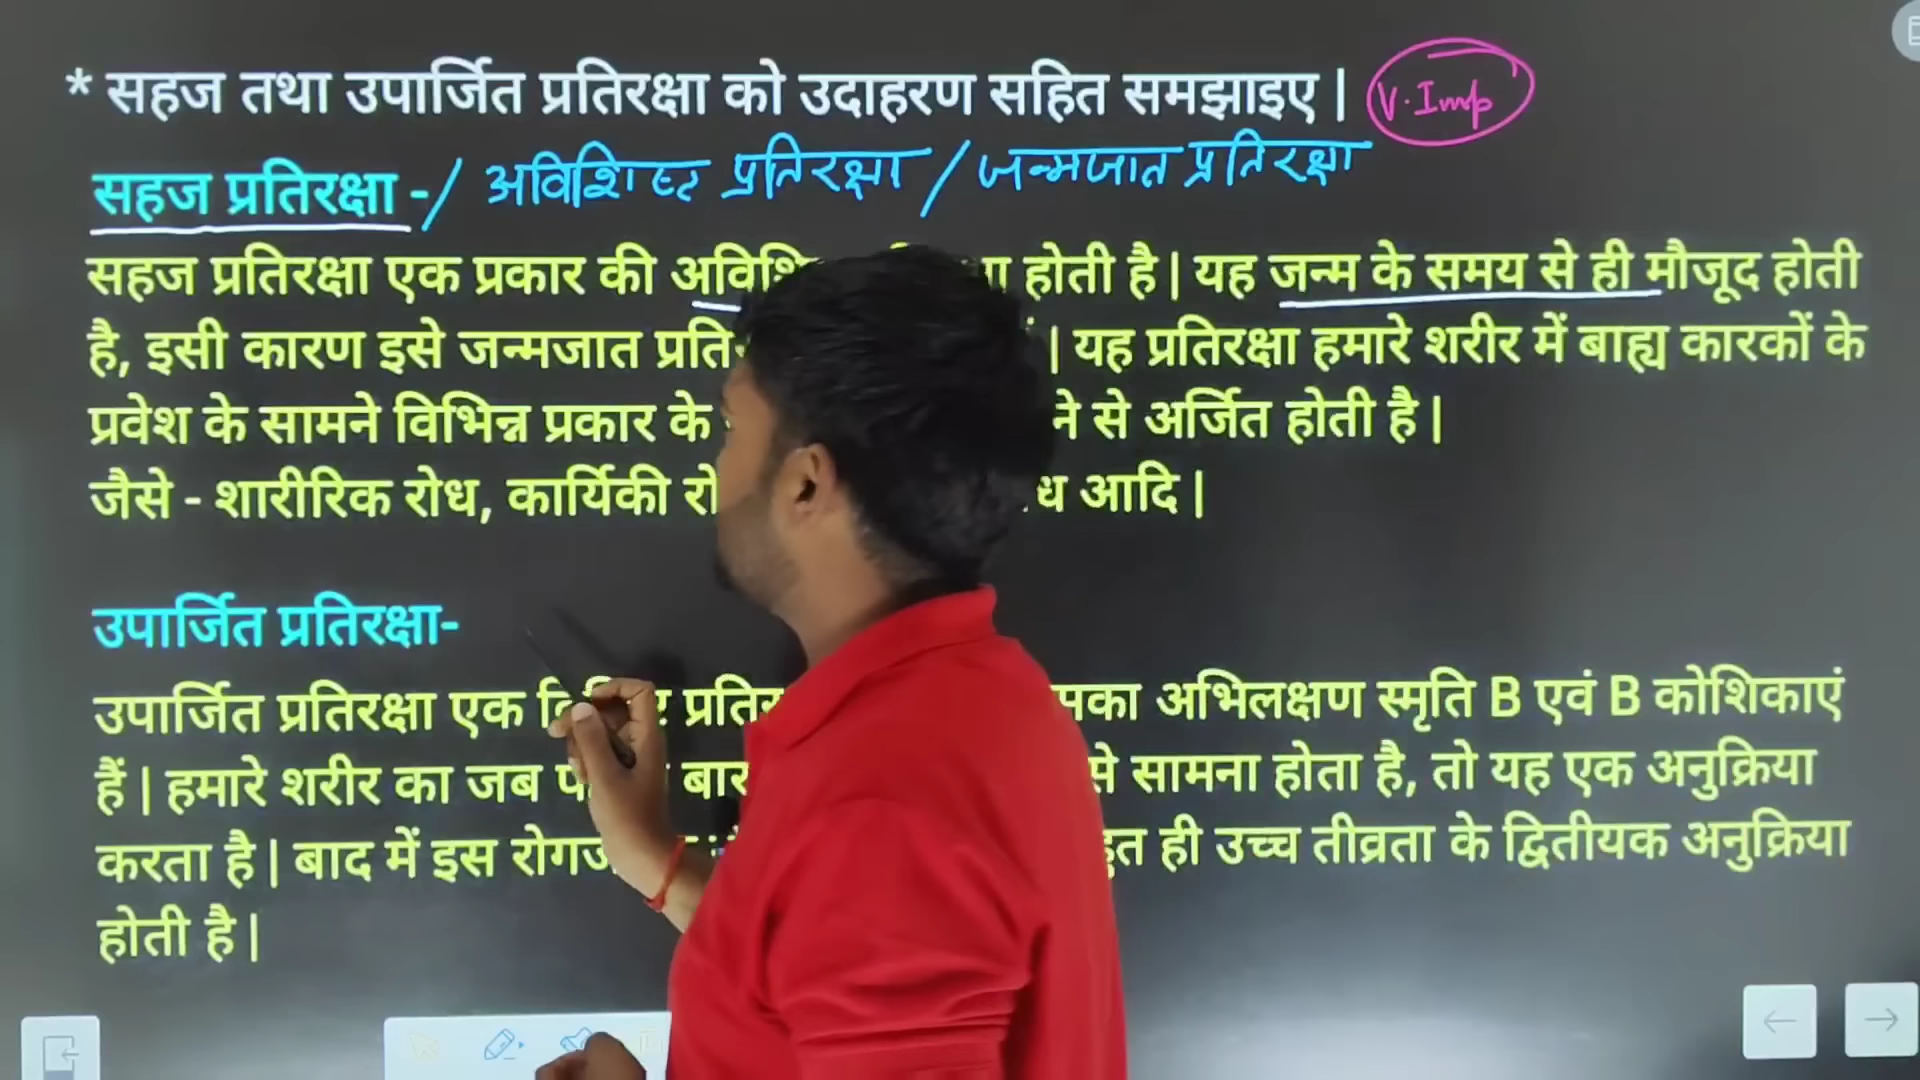 * सहज तथा उपार्जित प्रतिरक्षा को उदाहरण सहित समझाइए | V. Imp
सहज प्रतिरक्षा - / अविशिष्ट प्रतिरक्षा / जन्मजात प्रतिरक्षा
सहज प्रतिरक्षा एक प्रकार की होती है | यह जन्म के समय से ही मौजूद होती
है, इसी कारण इसे जन्मजात | यह प्रतिरक्षा हमारे शरीर में बाह्य कारकों के
प्रवेश के सामने विभिन्न प्रकार के से अर्जित होती है |
जैसे - शारीरिक रोध, कार्यिकी आदि |
उपार्जित प्रतिरक्षा-
उपार्जित प्रतिरक्षा एक अभिलक्षण स्मृति B एवं B कोशिकाएं
हैं | हमारे शरीर का जब बार से सामना होता है, तो यह एक अनुक्रिया
करता है | बाद में इस ही उच्च तीव्रता के द्वितीयक अनुक्रिया
होती है |